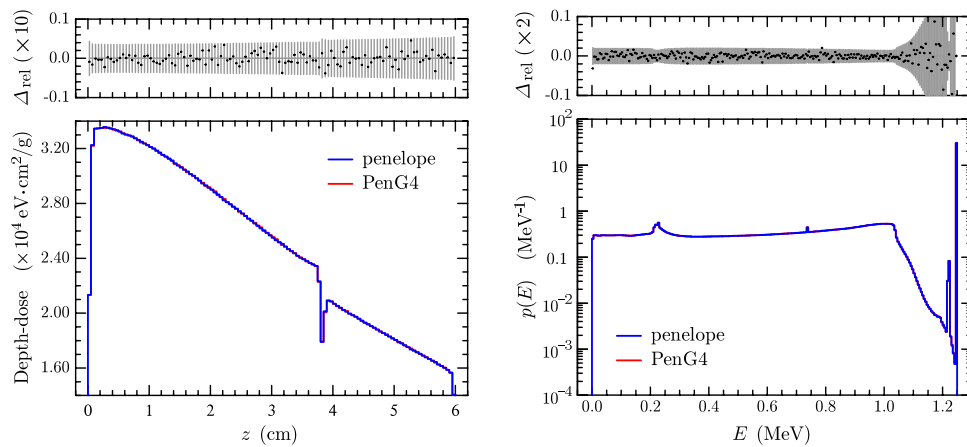 Δrel (×10)
0.1
0.0
-0.1
Depth-dose (×10⁴ eV·cm²/g)
3.20
2.80
2.40
2.00
1.60
penelope
PenG4
0 1 2 3 4 5 6
z (cm)
Δrel (×2)
0.1
0.0
-0.1
p(E) (MeV⁻¹)
10²
10
1
0.1
10⁻²
10⁻³
10⁻⁴
penelope
PenG4
0.0 0.2 0.4 0.6 0.8 1.0 1.2
E (MeV)